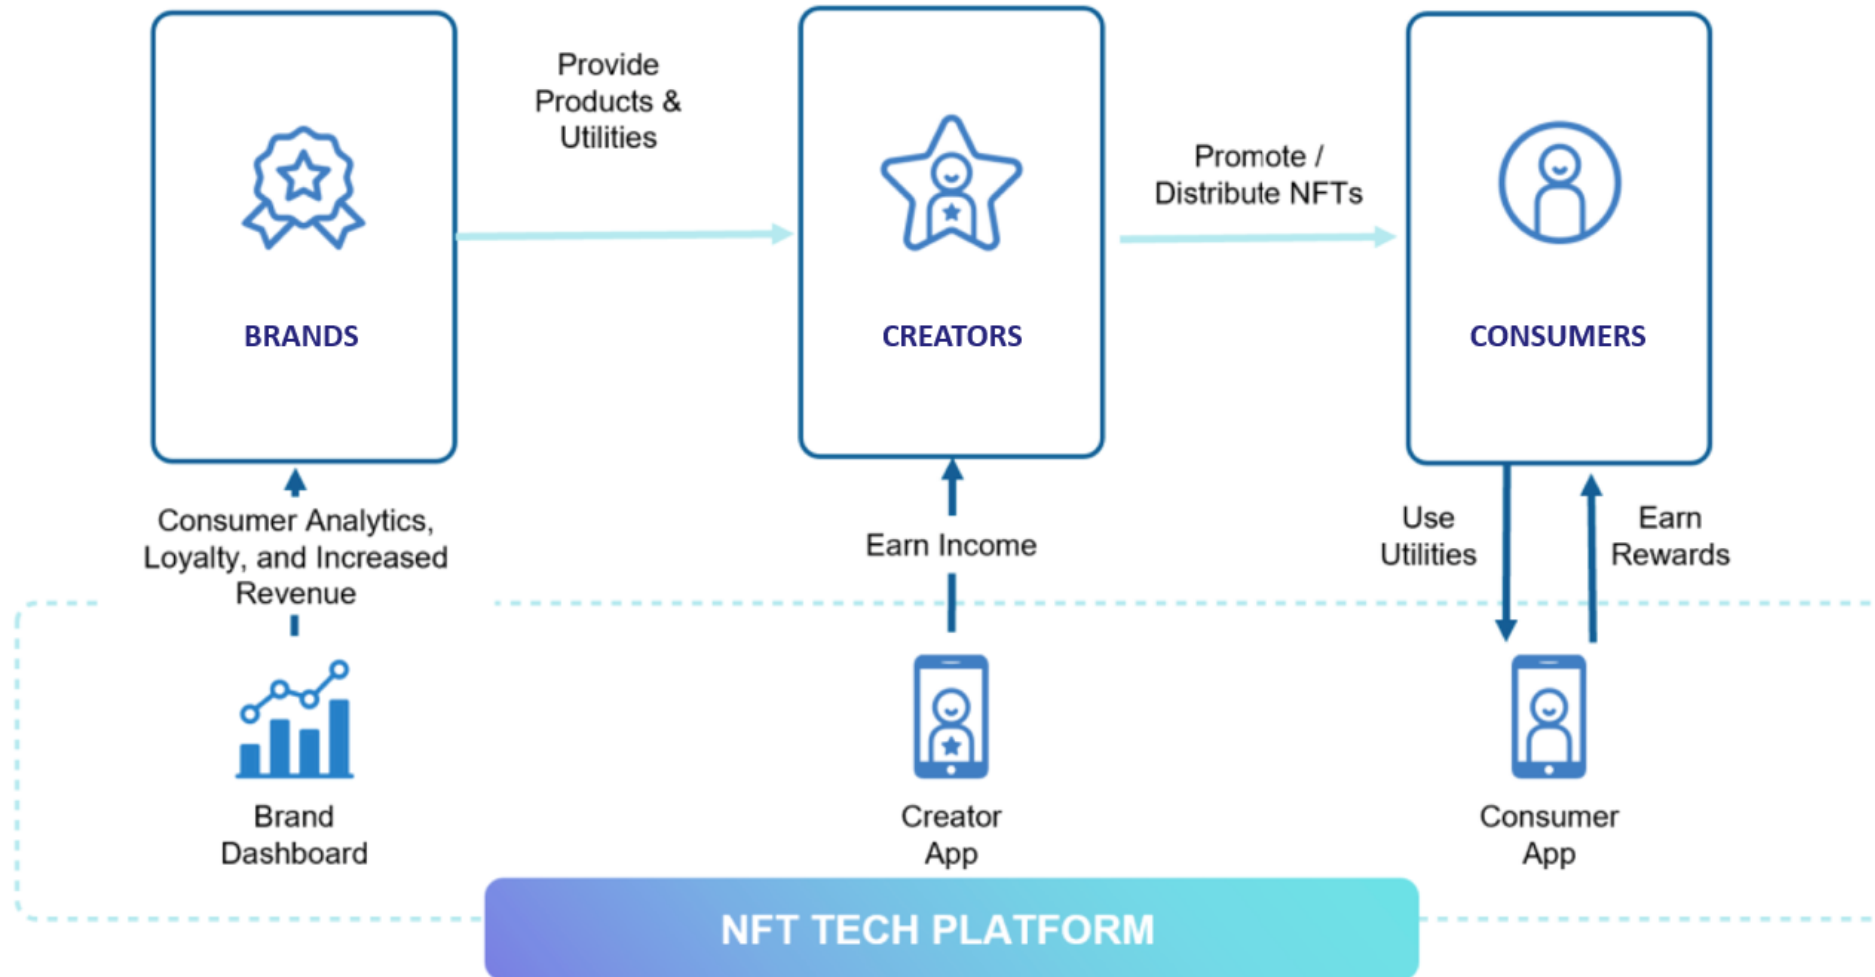 Provide
Products &
Utilities
Promote /
Distribute NFTs
BRANDS
CREATORS
CONSUMERS
Consumer Analytics,
Loyalty, and Increased
Revenue
Earn Income
Use
Utilities
Earn
Rewards
Brand
Dashboard
Creator
App
Consumer
App
NFT TECH PLATFORM